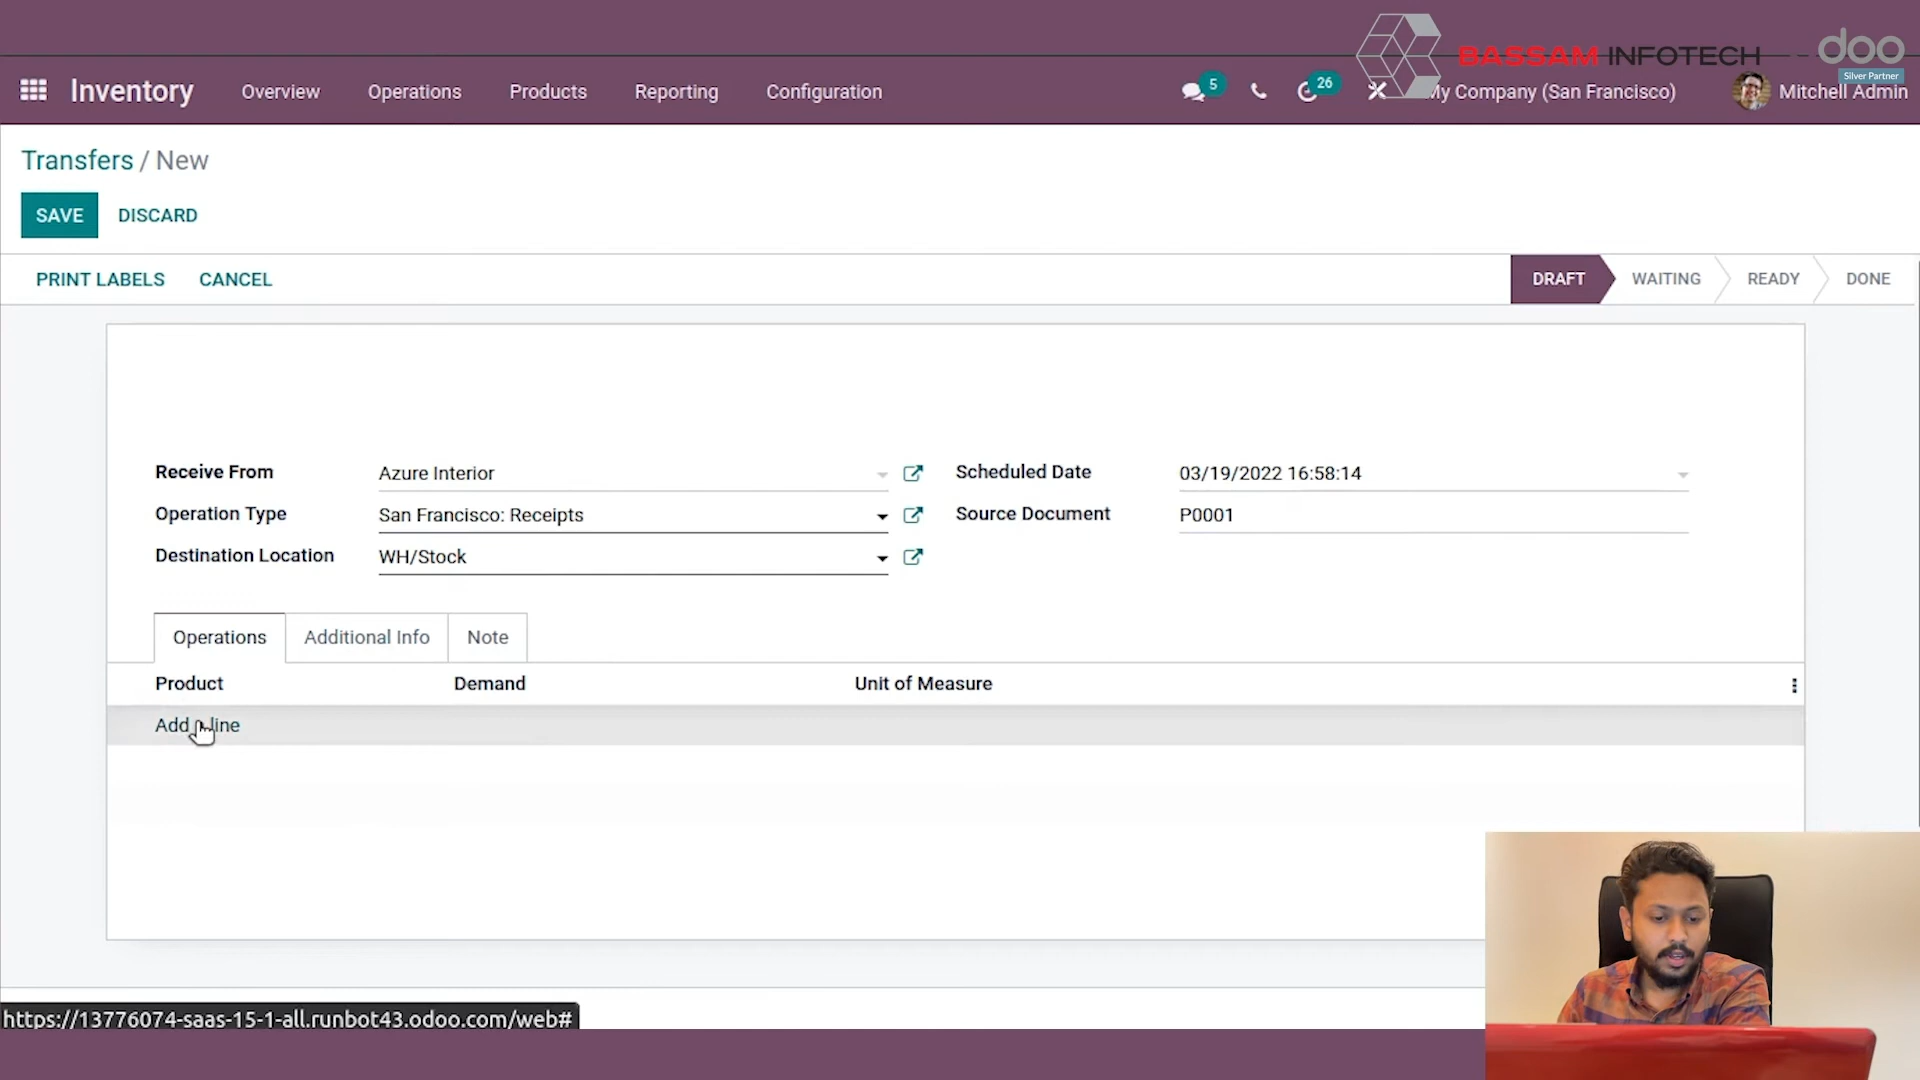 BASSAM INFOTECH
doo
Silver Partner
Inventory
Overview
Operations
Products
Reporting
Configuration
5
26
My Company (San Francisco)
Mitchell Admin
Transfers / New
SAVE
DISCARD
PRINT LABELS
CANCEL
DRAFT
WAITING
READY
DONE
Receive From
Azure Interior
Scheduled Date
03/19/2022 16:58:14
Operation Type
San Francisco: Receipts
Source Document
P0001
Destination Location
WH/Stock
Operations
Additional Info
Note
Product
Demand
Unit of Measure
Add a line
https://13776074-saas-15-1-all.runbot43.odoo.com/web#